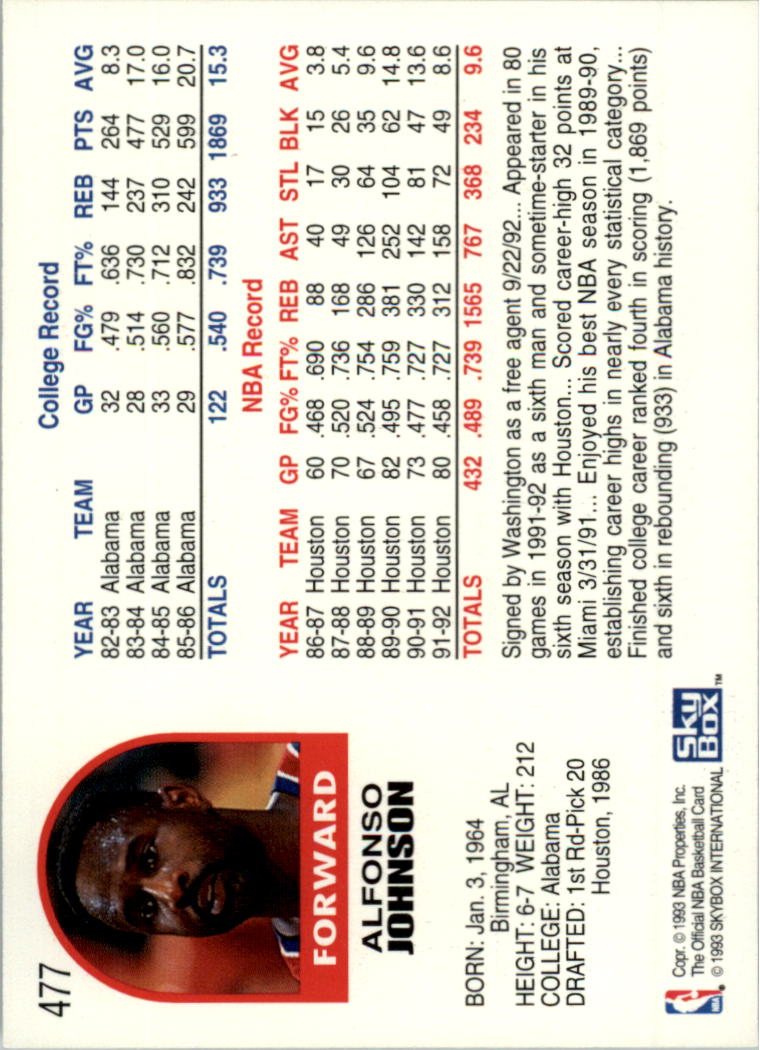 477
FORWARD
ALFONSO
JOHNSON
BORN: Jan. 3, 1964
Birmingham, AL
HEIGHT: 6-7 WEIGHT: 212
COLLEGE: Alabama
DRAFTED: 1st Rd-Pick 20
Houston, 1986
NBA
Copr. © 1993 NBA Properties, Inc.
The Official NBA Basketball Card
© 1993 SKYBOX INTERNATIONAL
SkyBox™
College Record
YEAR TEAM GP FG% FT% REB PTS AVG
82-83 Alabama 32 .479 .636 144 264 8.3
83-84 Alabama 28 .514 .730 237 477 17.0
84-85 Alabama 33 .560 .712 310 529 16.0
85-86 Alabama 29 .577 .832 242 599 20.7
TOTALS 122 .540 .739 933 1869 15.3
NBA Record
YEAR TEAM GP FG% FT% REB AST STL BLK AVG
86-87 Houston 60 .468 .690 88 40 17 15 3.8
87-88 Houston 70 .520 .736 168 49 30 26 5.4
88-89 Houston 67 .524 .754 286 126 64 35 9.6
89-90 Houston 82 .495 .759 381 252 104 62 14.8
90-91 Houston 73 .477 .727 330 142 81 47 13.6
91-92 Houston 80 .458 .727 312 158 72 49 8.6
TOTALS 432 .489 .739 1565 767 368 234 9.6
Signed by Washington as a free agent 9/22/92... Appeared in 80
games in 1991-92 as a sixth man and sometime-starter in his
sixth season with Houston... Scored career-high 32 points at
Miami 3/31/91... Enjoyed his best NBA season in 1989-90,
establishing career highs in nearly every statistical category...
Finished college career ranked fourth in scoring (1,869 points)
and sixth in rebounding (933) in Alabama history.